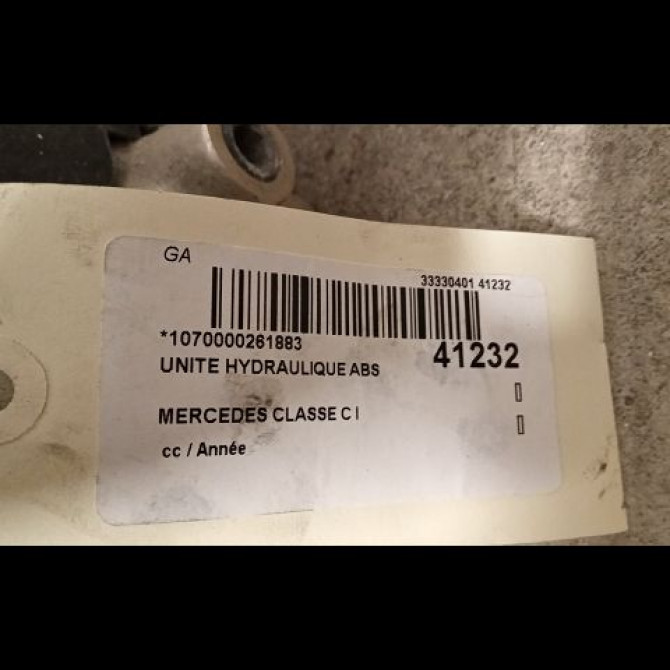 GA
33330401 41232
*1070000261883
41232
UNITE HYDRAULIQUE ABS
MERCEDES CLASSE C I
cc / Année